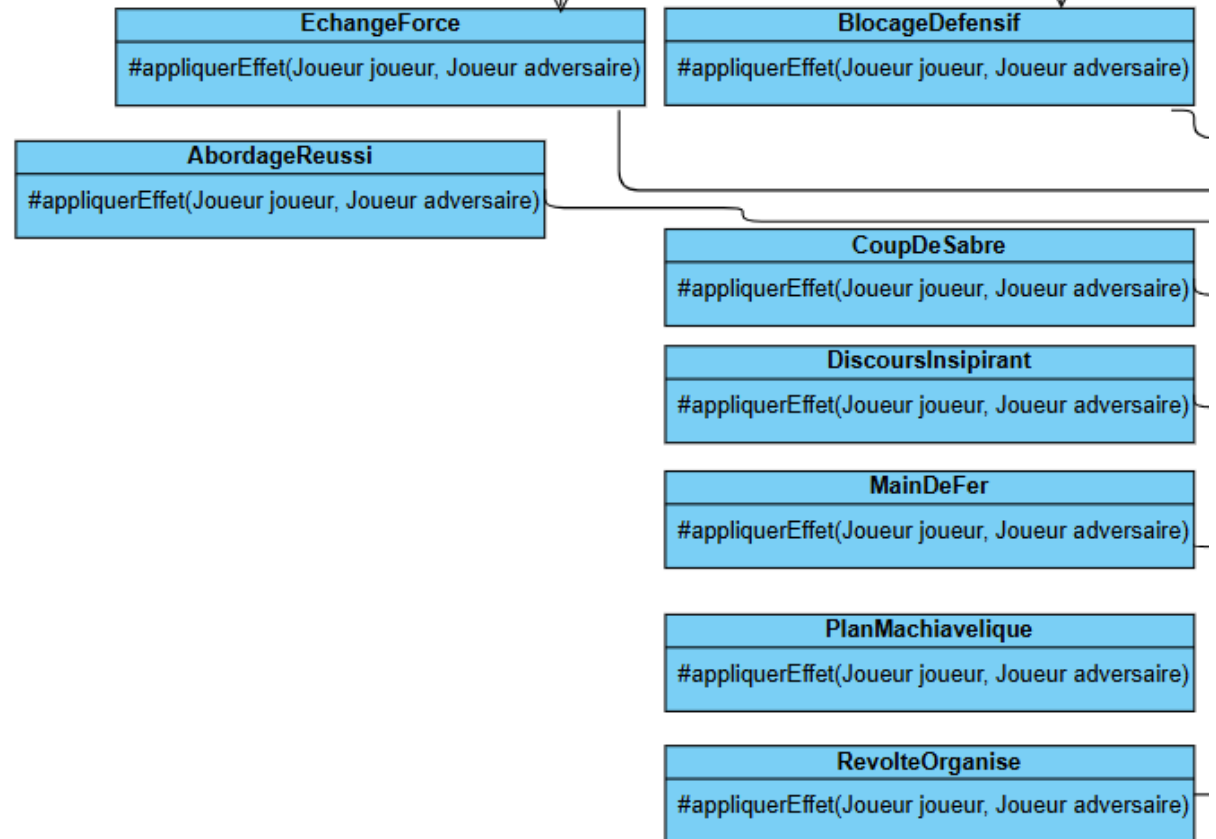 EchangeForce
#appliquerEffet(Joueur joueur, Joueur adversaire)
BlocageDefensif
#appliquerEffet(Joueur joueur, Joueur adversaire)
AbordageReussi
#appliquerEffet(Joueur joueur, Joueur adversaire)
CoupDeSabre
#appliquerEffet(Joueur joueur, Joueur adversaire)
DiscoursInsipirant
#appliquerEffet(Joueur joueur, Joueur adversaire)
MainDeFer
#appliquerEffet(Joueur joueur, Joueur adversaire)
PlanMachiavelique
#appliquerEffet(Joueur joueur, Joueur adversaire)
RevolteOrganise
#appliquerEffet(Joueur joueur, Joueur adversaire)